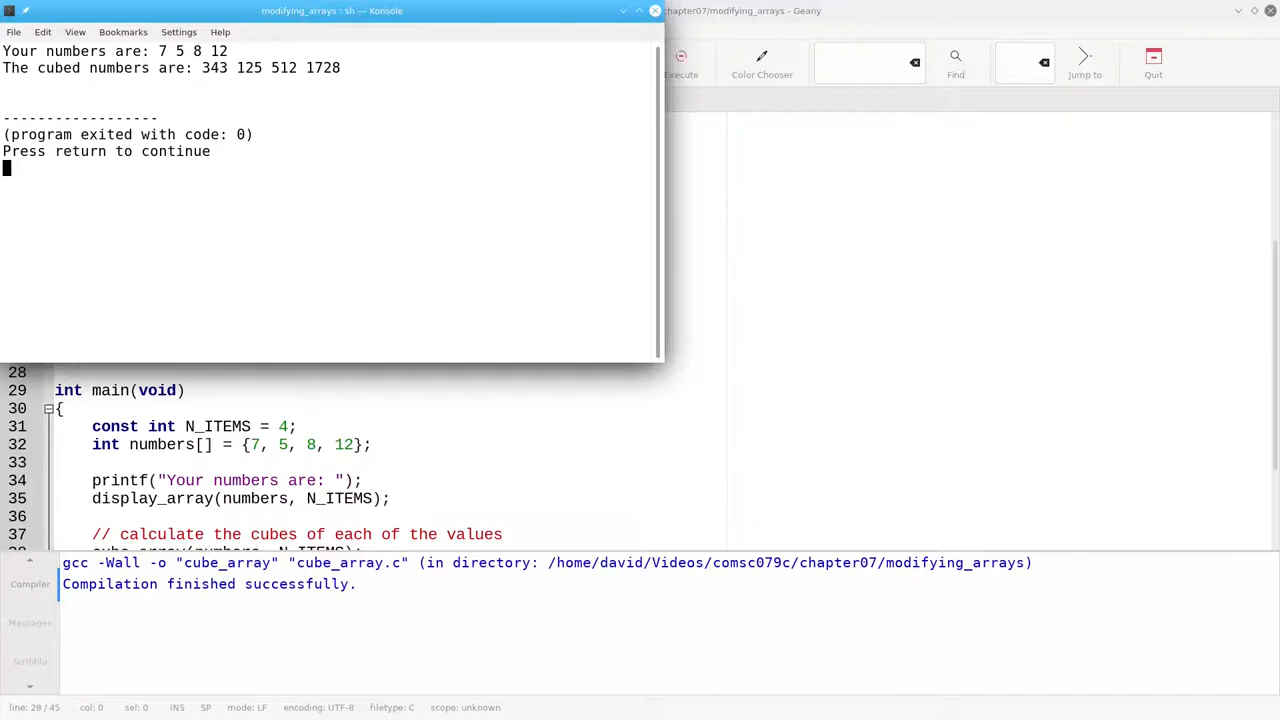 modifying_arrays : sh — Konsole
chapter07/modifying_arrays - Geany
File Edit View Bookmarks Settings Help
Your numbers are: 7 5 8 12
The cubed numbers are: 343 125 512 1728
------------------
(program exited with code: 0)
Press return to continue
Execute Color Chooser Find Jump to Quit
28
29 int main(void)
30 {
31 const int N_ITEMS = 4;
32 int numbers[] = {7, 5, 8, 12};
33
34 printf("Your numbers are: ");
35 display_array(numbers, N_ITEMS);
36
37 // calculate the cubes of each of the values
38 cube_array(numbers, N_ITEMS);
Compiler
Messages
Scribble
gcc -Wall -o "cube_array" "cube_array.c" (in directory: /home/david/Videos/comsc079c/chapter07/modifying_arrays)
Compilation finished successfully.
line: 28 / 45 col: 0 sel: 0 INS SP mode: LF encoding: UTF-8 filetype: C scope: unknown